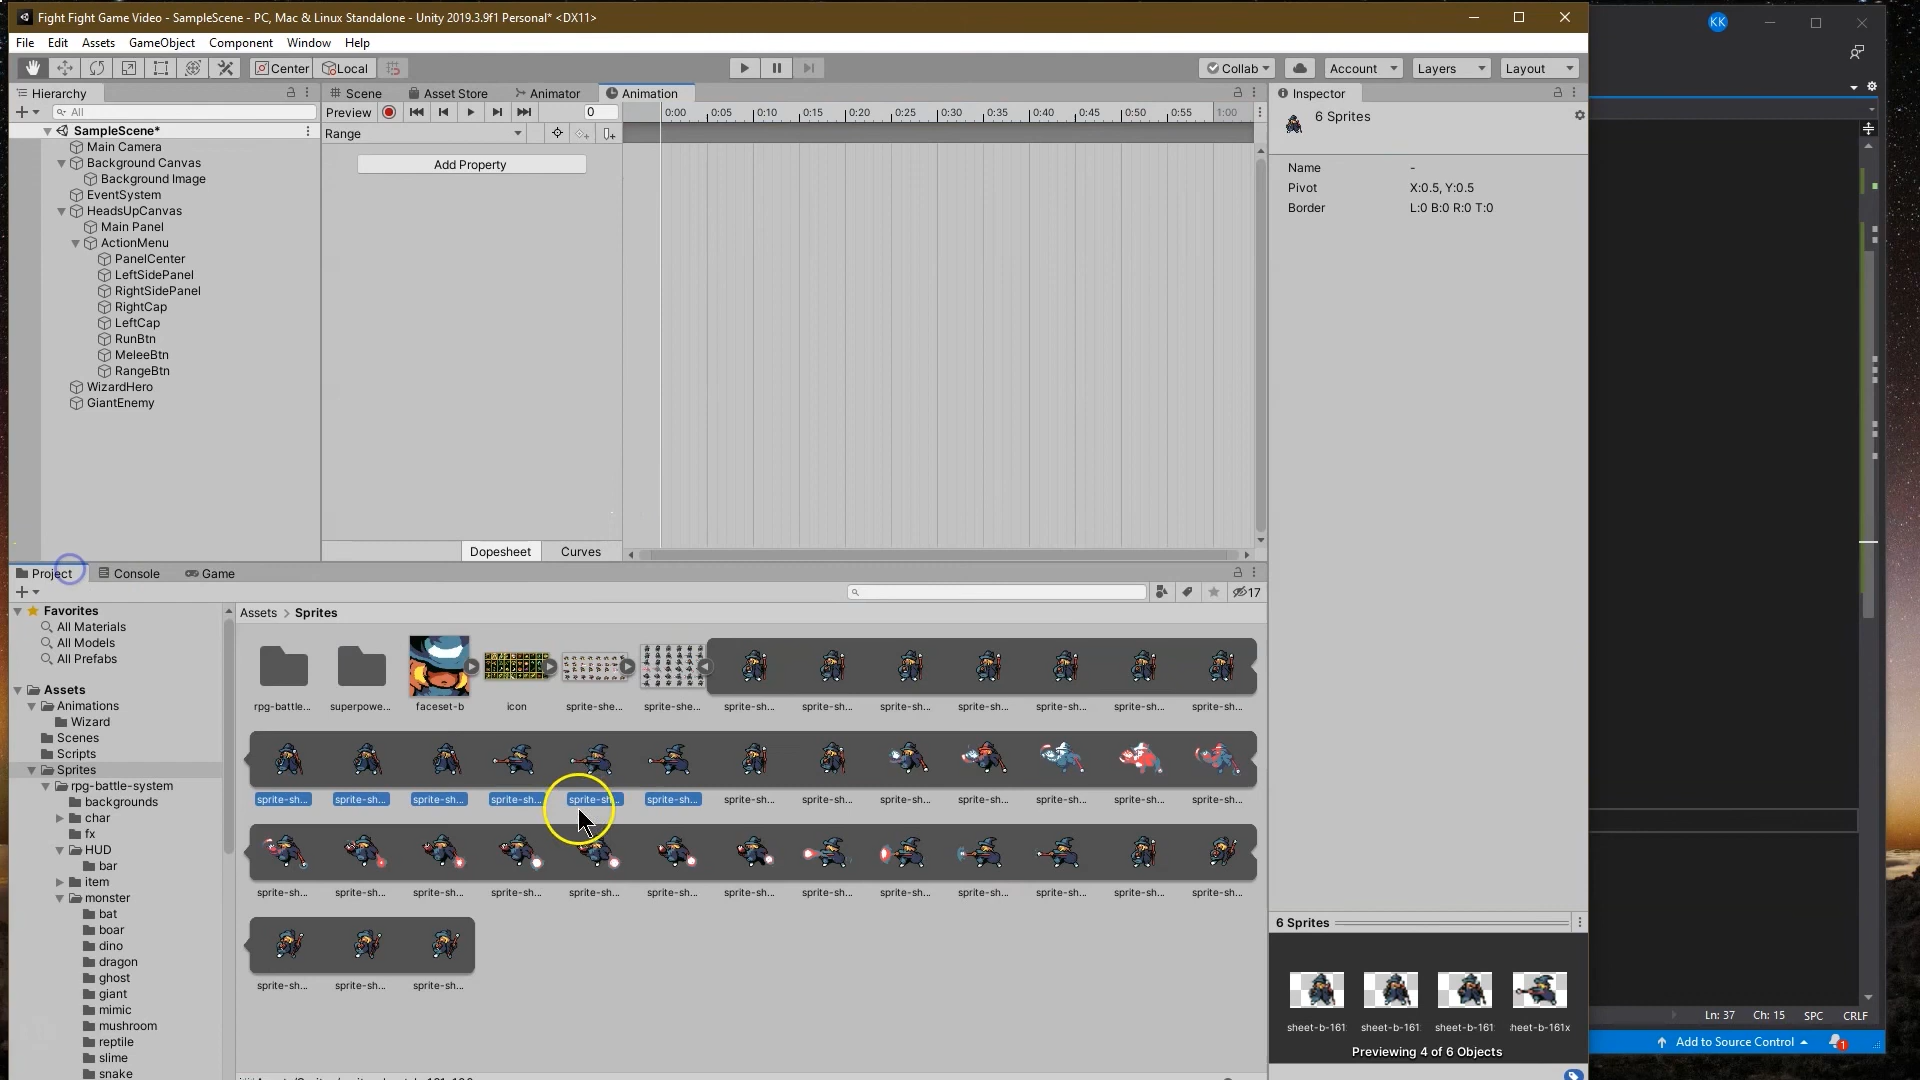 Fight Fight Game Video - SampleScene - PC, Mac & Linux Standalone - Unity 2019.3.9f1 Personal* <DX11>
KK
File Edit Assets GameObject Component Window Help
Center Local Collab Account Layers Layout
Hierarchy Scene Asset Store Animator Animation Inspector
All
Preview 0 0:00 0:05 0:10 0:15 0:20 0:25 0:30 0:35 0:40 0:45 0:50 0:55 1:00
6 Sprites
Range
SampleScene*
Main Camera
Background Canvas
Background Image
EventSystem
HeadsUpCanvas
Main Panel
ActionMenu
PanelCenter
LeftSidePanel
RightSidePanel
RightCap
LeftCap
RunBtn
MeleeBtn
RangeBtn
WizardHero
GiantEnemy
Add Property
Name -
Pivot X:0.5, Y:0.5
Border L:0 B:0 R:0 T:0
Dopesheet Curves
Project Console Game
17
Favorites
All Materials
All Models
All Prefabs
Assets
Animations
Wizard
Scenes
Scripts
Sprites
rpg-battle-system
backgrounds
char
fx
HUD
bar
item
monster
bat
boar
dino
dragon
ghost
giant
mimic
mushroom
reptile
slime
snake
Assets > Sprites
rpg-battle... superpowe... faceset-b icon sprite-she... sprite-she... sprite-sh... sprite-sh... sprite-sh... sprite-sh... sprite-sh... sprite-sh... sprite-sh...
sprite-sh... sprite-sh... sprite-sh... sprite-sh... sprite-sh... sprite-sh... sprite-sh... sprite-sh... sprite-sh... sprite-sh... sprite-sh... sprite-sh... sprite-sh...
sprite-sh... sprite-sh... sprite-sh... sprite-sh... sprite-sh... sprite-sh... sprite-sh... sprite-sh... sprite-sh... sprite-sh... sprite-sh... sprite-sh... sprite-sh...
sprite-sh... sprite-sh... sprite-sh...
6 Sprites
sheet-b-161 sheet-b-161 sheet-b-161 heet-b-161x
Previewing 4 of 6 Objects
Ln: 37 Ch: 15 SPC CRLF
Add to Source Control 1